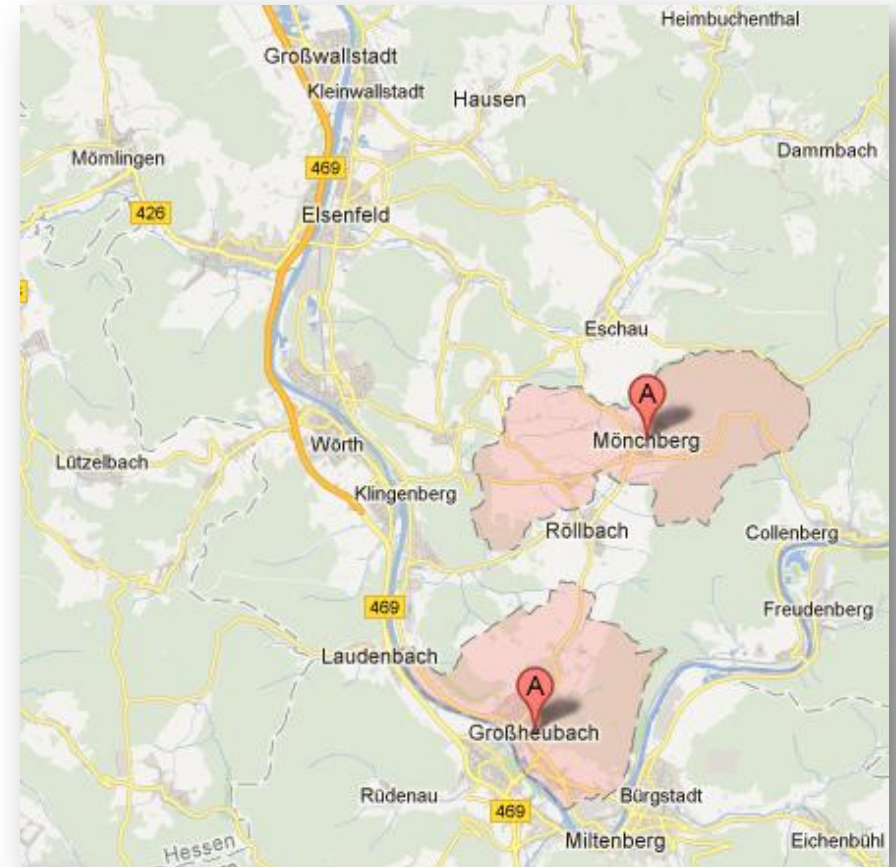 Heimbuchenthal
Großwallstadt
Kleinwallstadt
Hausen
Mömlingen
Dammbach
469
426
Elsenfeld
Eschau
A
Mönchberg
Wörth
Lützelbach
Klingenberg
Röllbach
Collenberg
469
Freudenberg
Laudenbach
A
Großheubach
Rüdenau
Bürgstadt
469
Miltenberg
Eichenbühl
Hessen